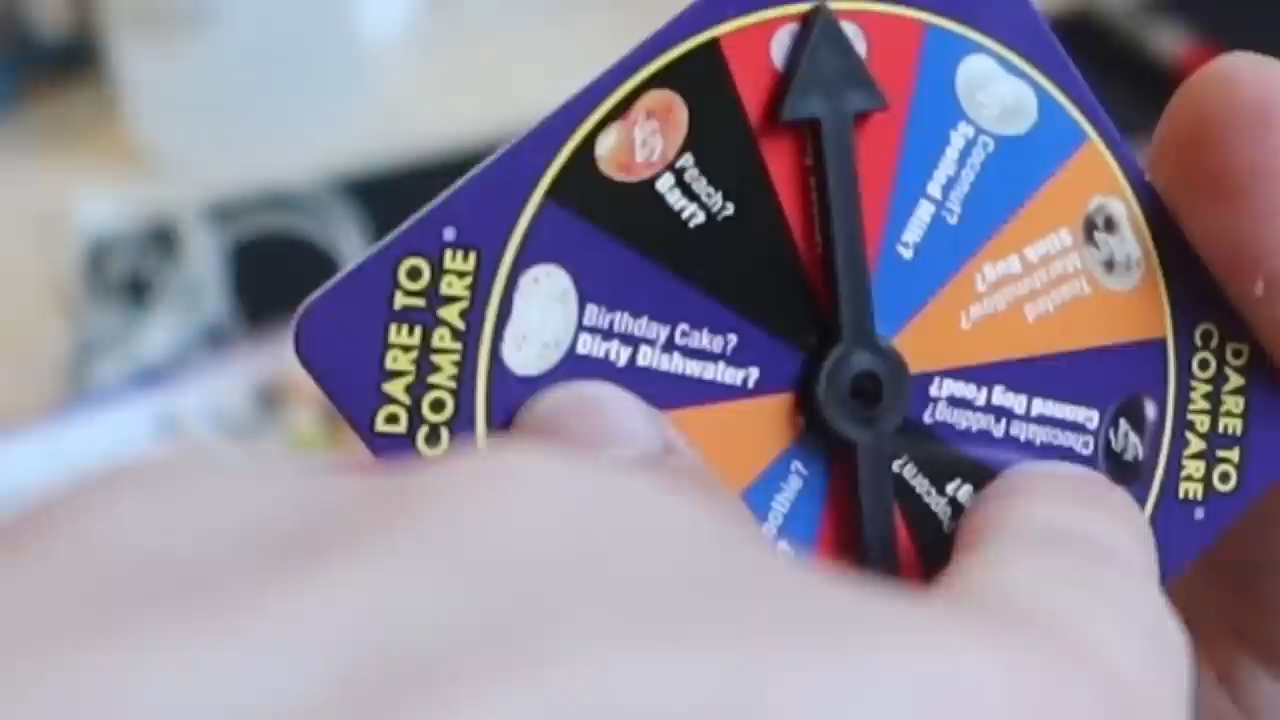 DARE TO
COMPARE
Peach?
Barf?
Birthday Cake?
Dirty Dishwater?
Coconut?
Spoiled Milk?
Toasted
Marshmallow?
Stink Bug?
Chocolate Pudding?
Canned Dog Food?
DARE TO
COMPARE